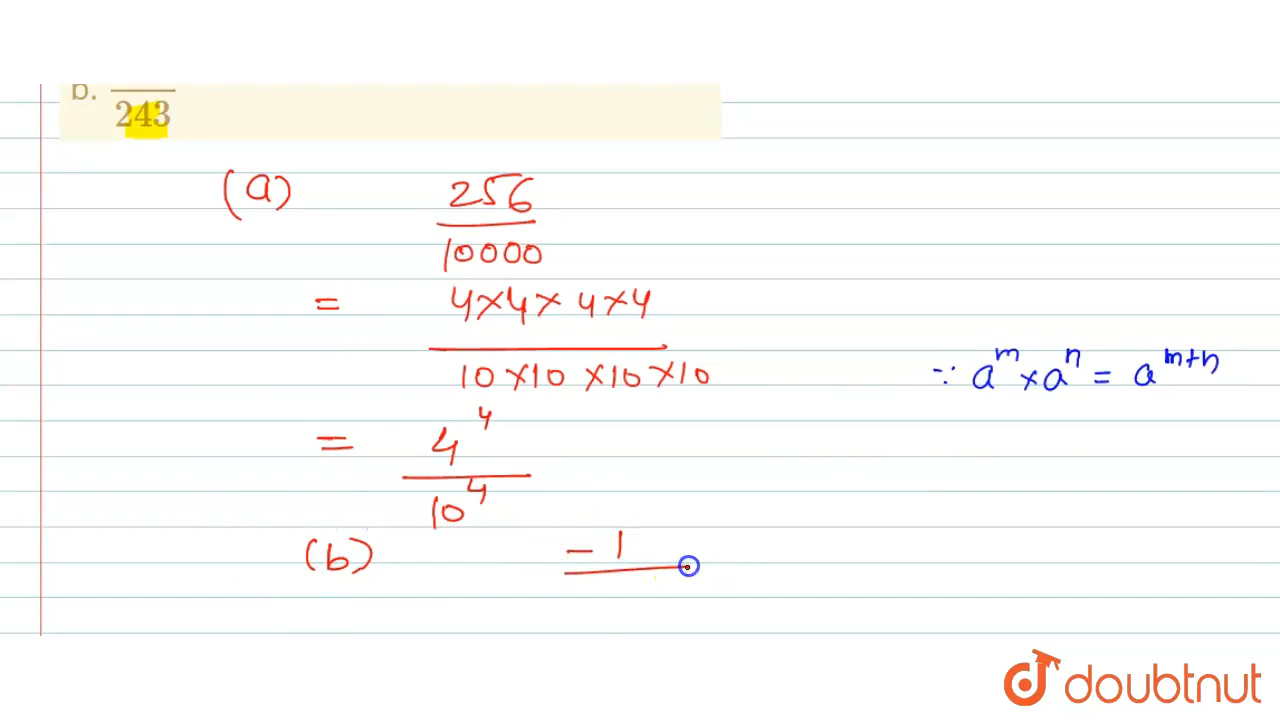 b. 243
(a) 256
10000
= 4×4×4×4
10×10×10×10
∵ a^m × a^n = a^m+n
= 4^4
10^4
(b) -1
doubtnut